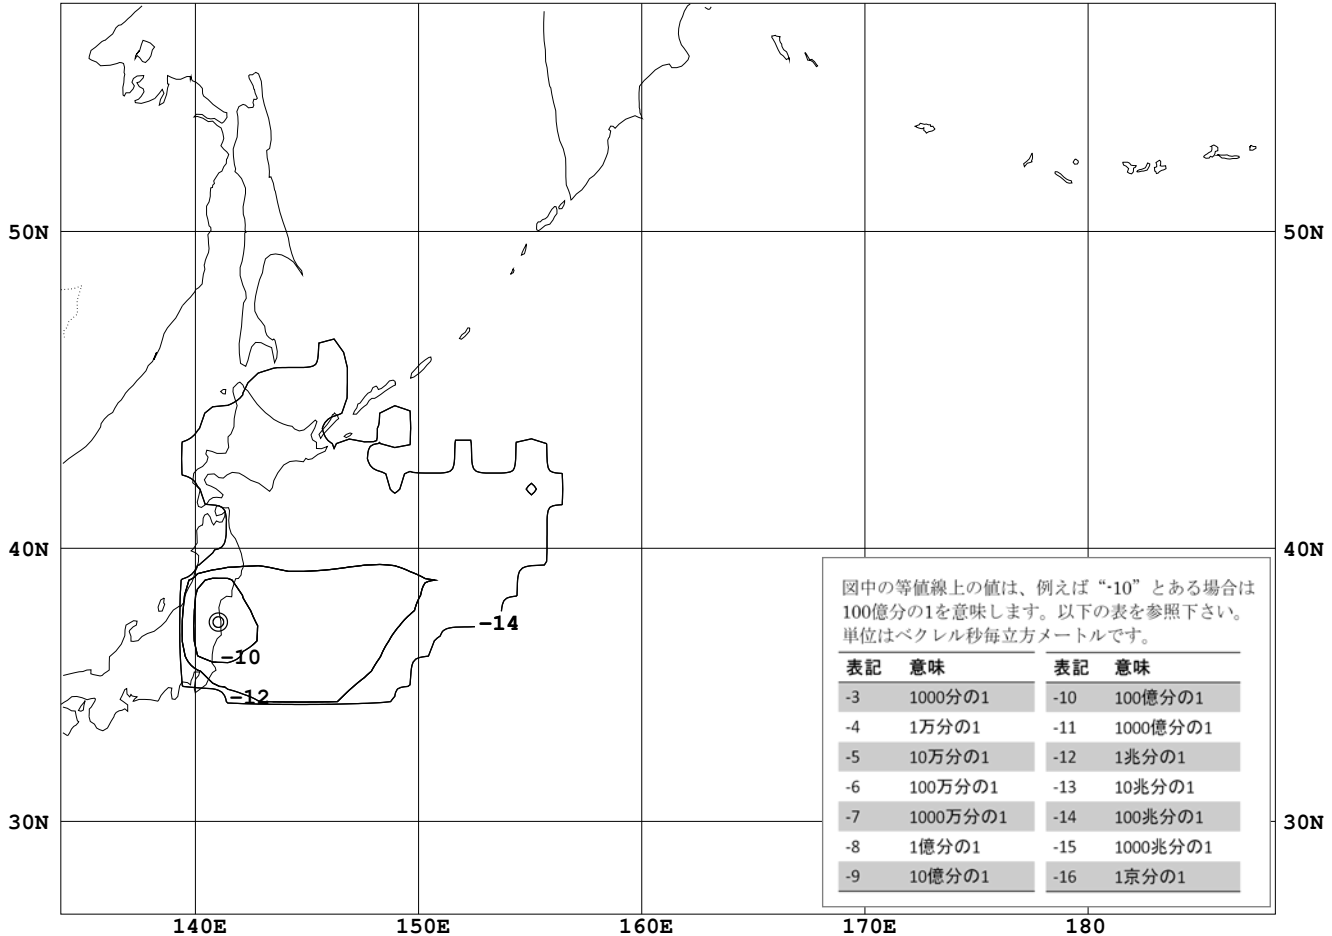 50N
50N
40N
40N
図中の等値線上の値は、例えば“-10”とある場合は
100億分の1を意味します。以下の表を参照下さい。
単位はベクレル秒毎立方メートルです。
-14
-10
-12
表記 意味 表記 意味
-3 1000分の1 -10 100億分の1
-4 1万分の1 -11 1000億分の1
-5 10万分の1 -12 1兆分の1
-6 100万分の1 -13 10兆分の1
-7 1000万分の1 -14 100兆分の1
-8 1億分の1 -15 1000兆分の1
-9 10億分の1 -16 1京分の1
30N
30N
140E 150E 160E 170E 180